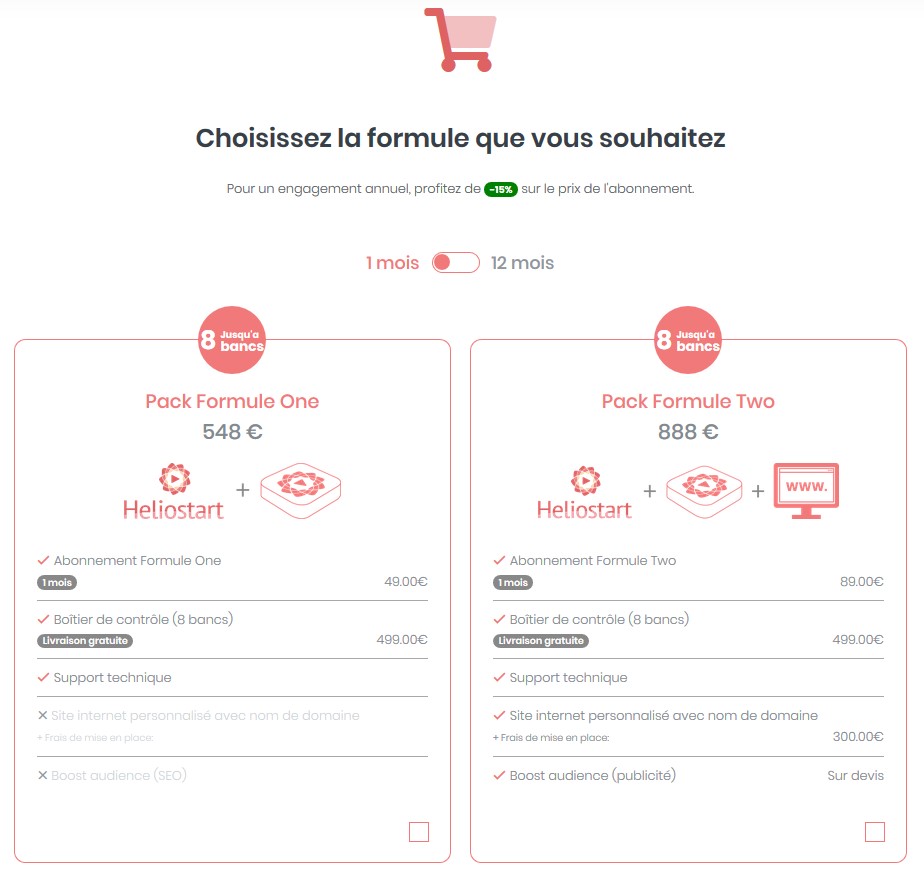 Choisissez la formule que vous souhaitez
Pour un engagement annuel, profitez de -15% sur le prix de l'abonnement.
1 mois 12 mois
8 Jusqu'a bancs
Pack Formule One
548 €
Heliostart + 
✓ Abonnement Formule One
1 mois 49.00€
✓ Boîtier de contrôle (8 bancs)
Livraison gratuite 499.00€
✓ Support technique
✕ Site internet personnalisé avec nom de domaine
+ Frais de mise en place:
✕ Boost audience (SEO)
8 Jusqu'a bancs
Pack Formule Two
888 €
Heliostart + + www.
✓ Abonnement Formule Two
1 mois 89.00€
✓ Boîtier de contrôle (8 bancs)
Livraison gratuite 499.00€
✓ Support technique
✓ Site internet personnalisé avec nom de domaine
+ Frais de mise en place: 300.00€
✓ Boost audience (publicité) Sur devis